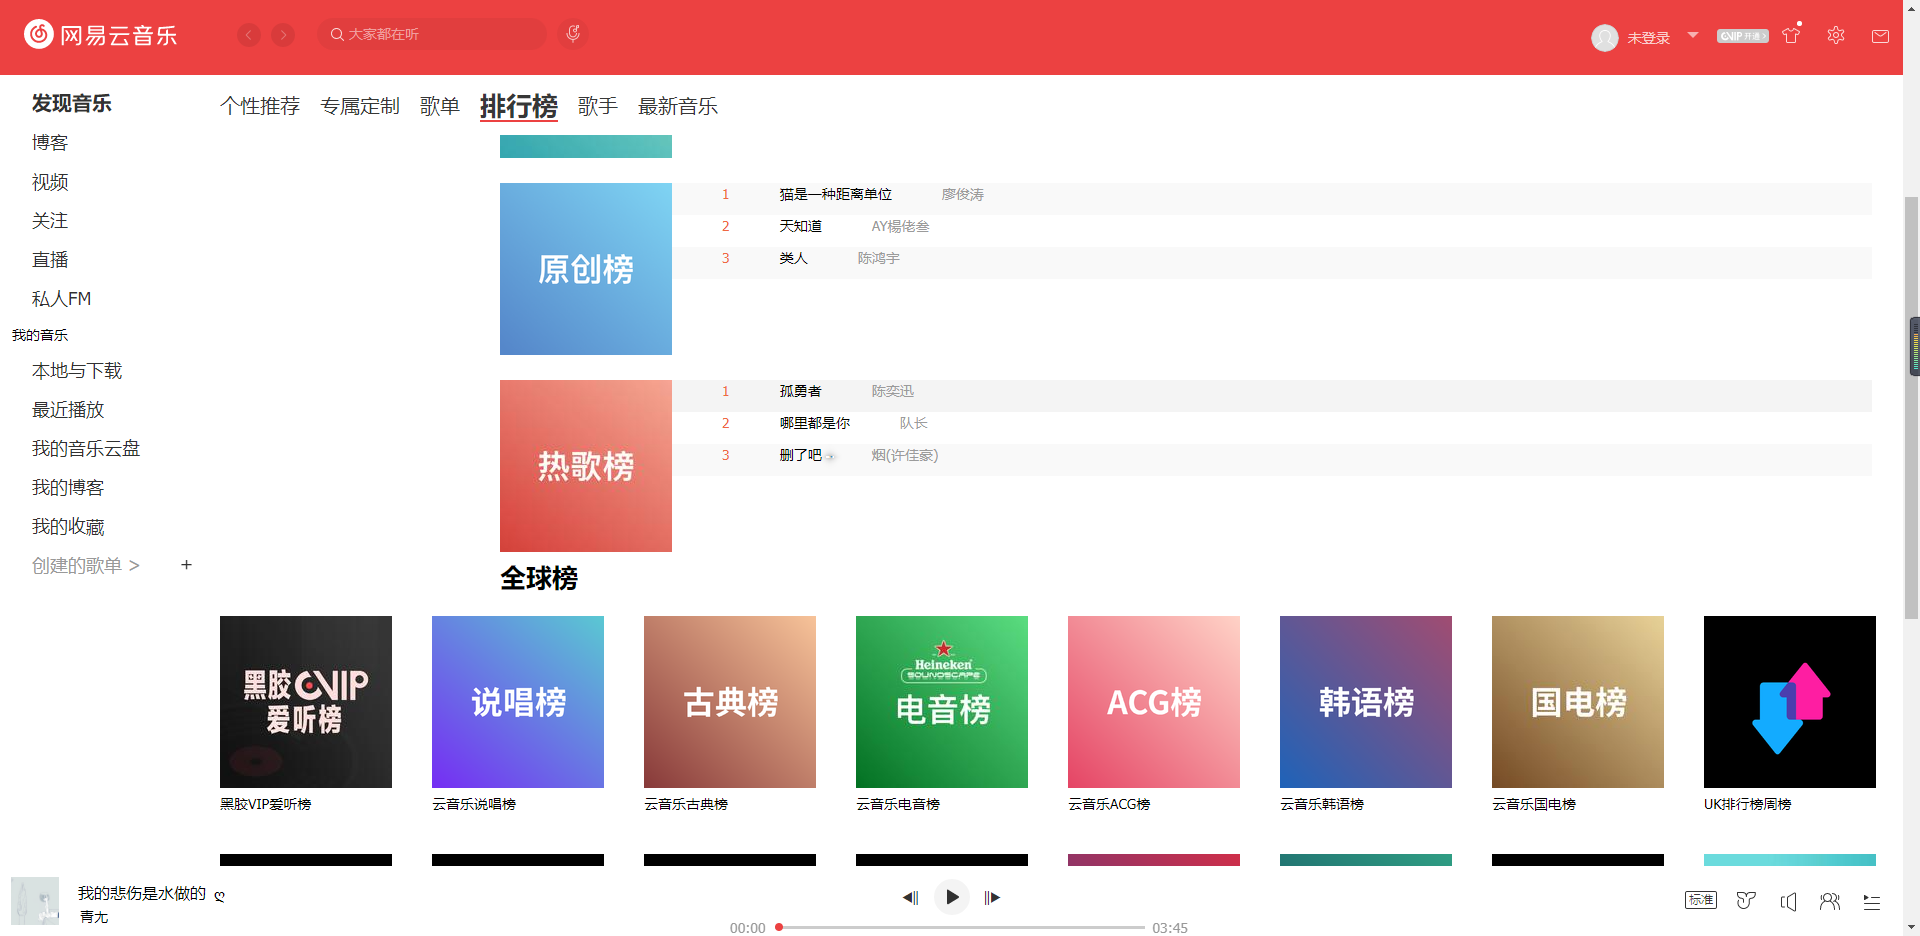 网易云音乐
大家都在听
未登录
VIP开通
发现音乐
博客
视频
关注
直播
私人FM
我的音乐
本地与下载
最近播放
我的音乐云盘
我的博客
我的收藏
创建的歌单 >
+
个性推荐 专属定制 歌单 排行榜 歌手 最新音乐
原创榜
1 猫是一种距离单位 廖俊涛
2 天知道 AY楊佬叁
3 类人 陈鸿宇
热歌榜
1 孤勇者 陈奕迅
2 哪里都是你 队长
3 删了吧 烟(许佳豪)
全球榜
黑胶VIP
爱听榜
说唱榜
古典榜
Heineken
SOUNDSCAPE
电音榜
ACG榜
韩语榜
国电榜
黑胶VIP爱听榜
云音乐说唱榜
云音乐古典榜
云音乐电音榜
云音乐ACG榜
云音乐韩语榜
云音乐国电榜
UK排行榜周榜
我的悲伤是水做的
青尢
00:00
03:45
标准